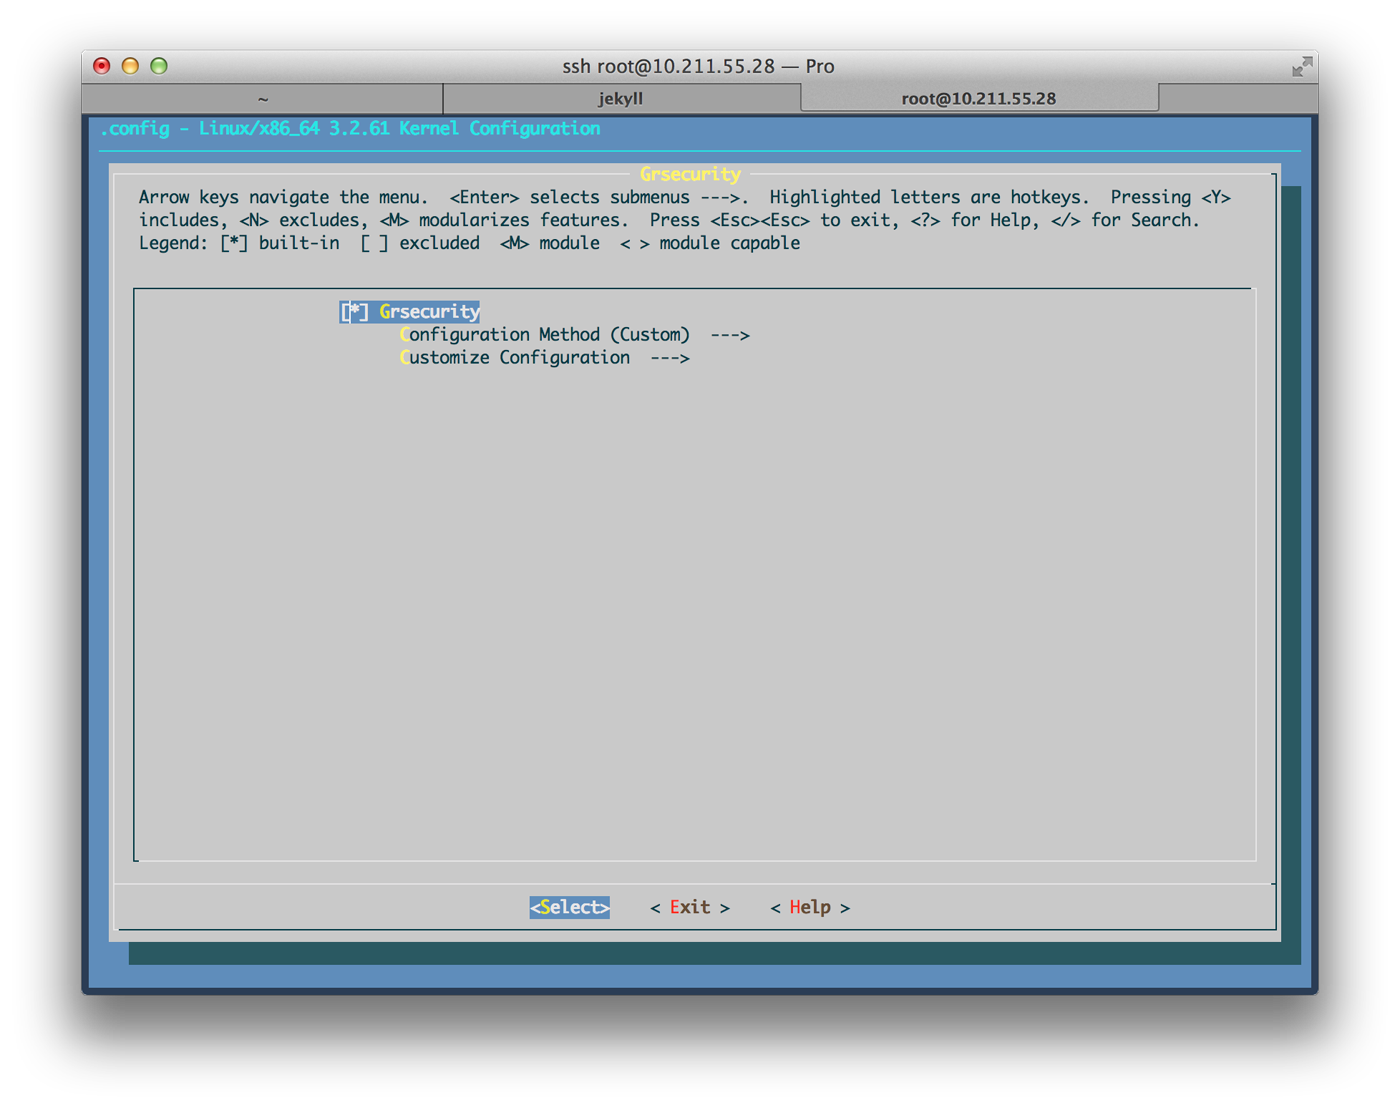 ssh root@10.211.55.28 — Pro
~ jekyll root@10.211.55.28
.config - Linux/x86_64 3.2.61 Kernel Configuration
Grsecurity
Arrow keys navigate the menu.  <Enter> selects submenus --->.  Highlighted letters are hotkeys.  Pressing <Y>
includes, <N> excludes, <M> modularizes features.  Press <Esc><Esc> to exit, <?> for Help, </> for Search.
Legend: [*] built-in  [ ] excluded  <M> module  < > module capable
[*] Grsecurity
Configuration Method (Custom)  --->
Customize Configuration  --->
<Select>    < Exit >    < Help >